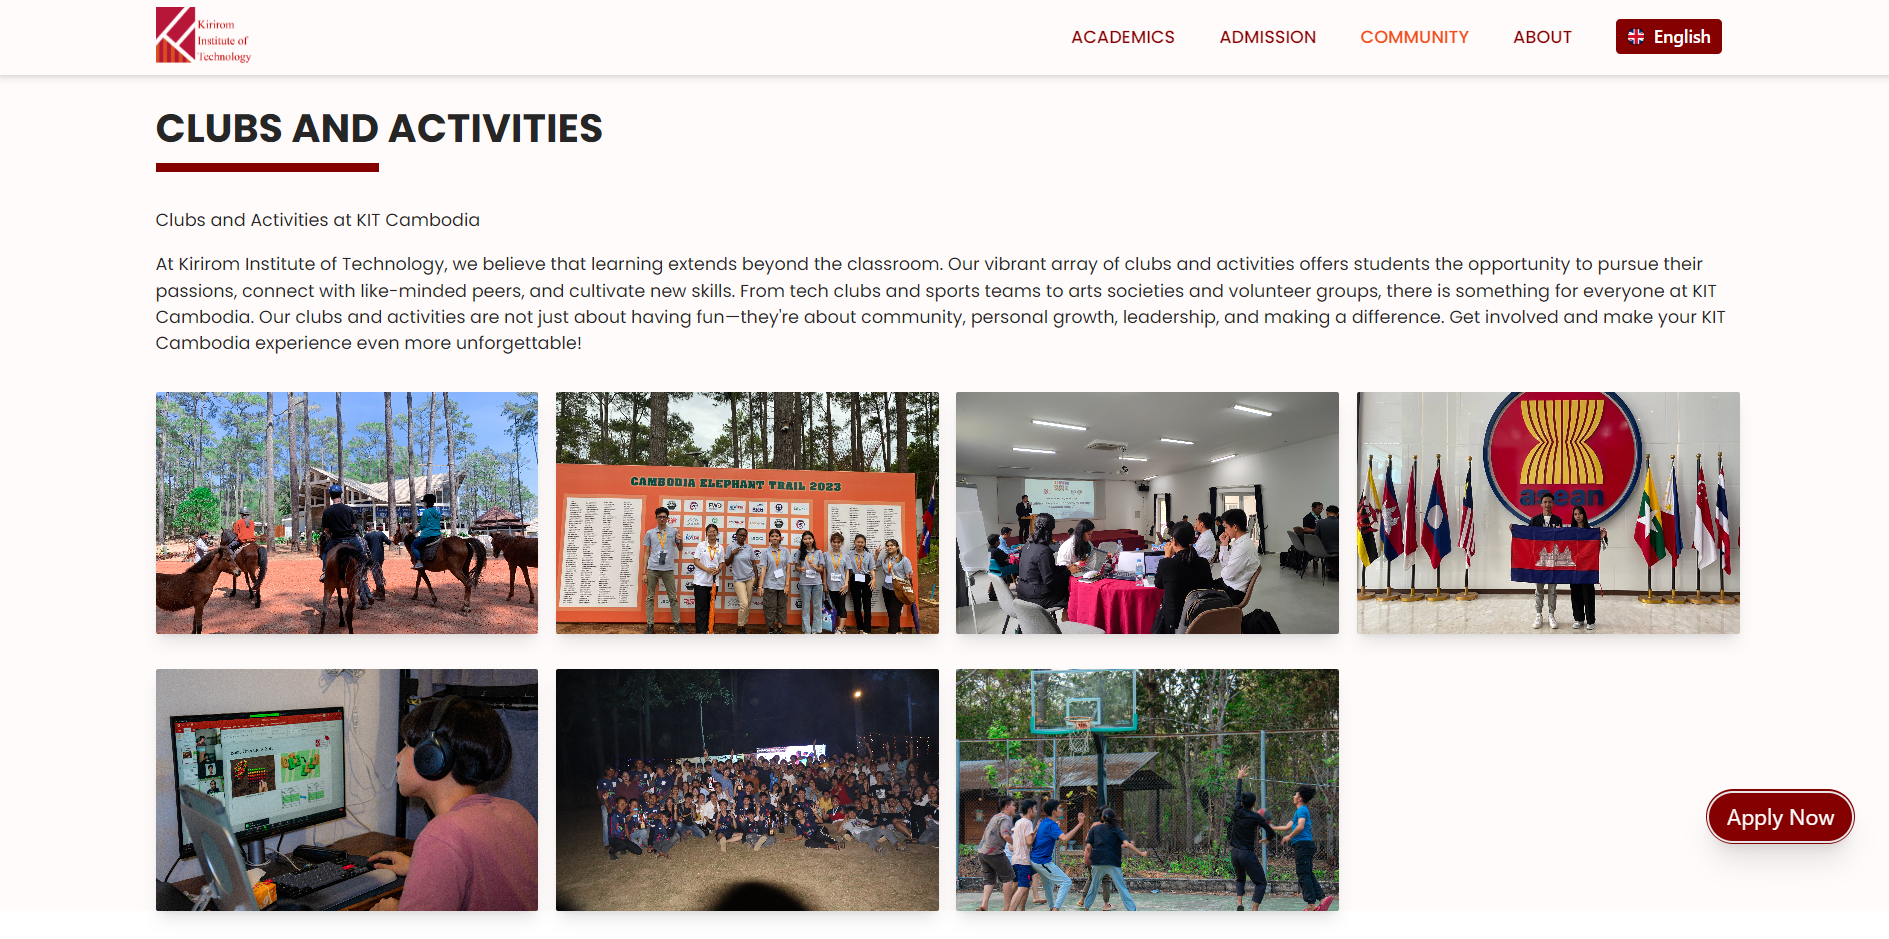 Kirirom
Institute of
Technology
ACADEMICS
ADMISSION
COMMUNITY
ABOUT
English
CLUBS AND ACTIVITIES
Clubs and Activities at KIT Cambodia
At Kirirom Institute of Technology, we believe that learning extends beyond the classroom. Our vibrant array of clubs and activities offers students the opportunity to pursue their
passions, connect with like-minded peers, and cultivate new skills. From tech clubs and sports teams to arts societies and volunteer groups, there is something for everyone at KIT
Cambodia. Our clubs and activities are not just about having fun—they're about community, personal growth, leadership, and making a difference. Get involved and make your KIT
Cambodia experience even more unforgettable!
CAMBODIA ELEPHANT TRAIL 2023
asean
Apply Now